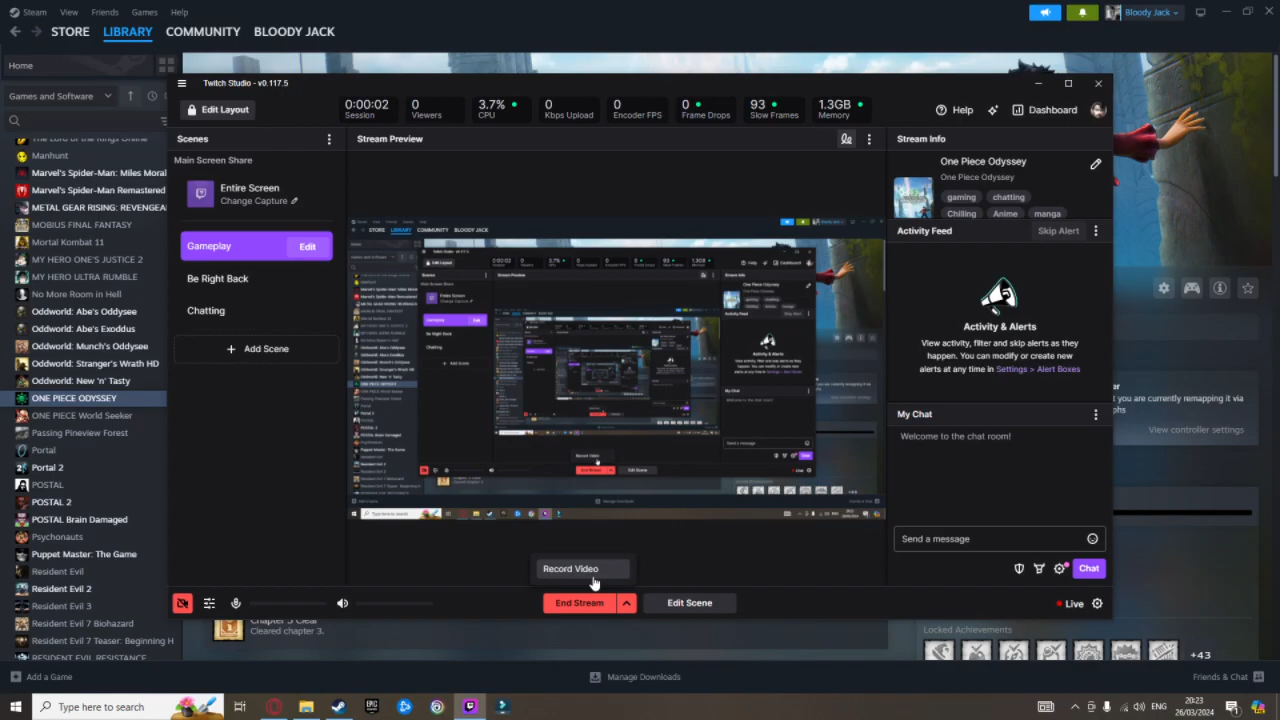 Steam View Friends Games Help
Bloody Jack
STORE LIBRARY COMMUNITY BLOODY JACK
Home
Games and Software
Manhunt
Marvel's Spider-Man: Miles Moral
Marvel's Spider-Man Remastered
METAL GEAR RISING: REVENGEA
MOBIUS FINAL FANTASY
Mortal Kombat 11
MY HERO ONE'S JUSTICE 2
MY HERO ULTRA RUMBLE
No More Room in Hell
Oddworld: Abe's Oddysee
Oddworld: Abe's Exoddus
Oddworld: Munch's Oddysee
Oddworld: Stranger's Wrath HD
Oddworld: New 'n' Tasty
ONE PIECE ODYSSEY
ONE PIECE World Seeker
Passing Pineview Forest
Portal
Portal 2
POSTAL
POSTAL 2
POSTAL Brain Damaged
Psychonauts
Puppet Master: The Game
Resident Evil
Resident Evil 2
Resident Evil 3
Resident Evil 7 Biohazard
Resident Evil 7 Teaser: Beginning H
RESIDENT EVIL RESISTANCE
Twitch Studio - v0.117.5
Edit Layout
0:00:02 0 3.7% 0 0 0 93 1.3GB
Session Viewers CPU Kbps Upload Encoder FPS Frame Drops Slow Frames Memory
Help Dashboard
Scenes
Main Screen Share
Entire Screen
Change Capture
Gameplay Edit
Be Right Back
Chatting
+ Add Scene
Stream Preview
Record Video
End Stream Edit Scene
Stream Info
One Piece Odyssey
One Piece Odyssey
gaming chatting
Chilling Anime manga
Activity Feed Skip Alert
Activity & Alerts
View activity, filter and skip alerts as they
happen. You can modify or create new
alerts at any time in Settings > Alert Boxes
My Chat
Welcome to the chat room!
Send a message
Chat
Live
you are currently remapping it via
View controller settings
Cleared chapter 3.
Locked Achievements
+43
Add a Game Manage Downloads Friends & Chat
Type here to search
20:23
26/03/2024